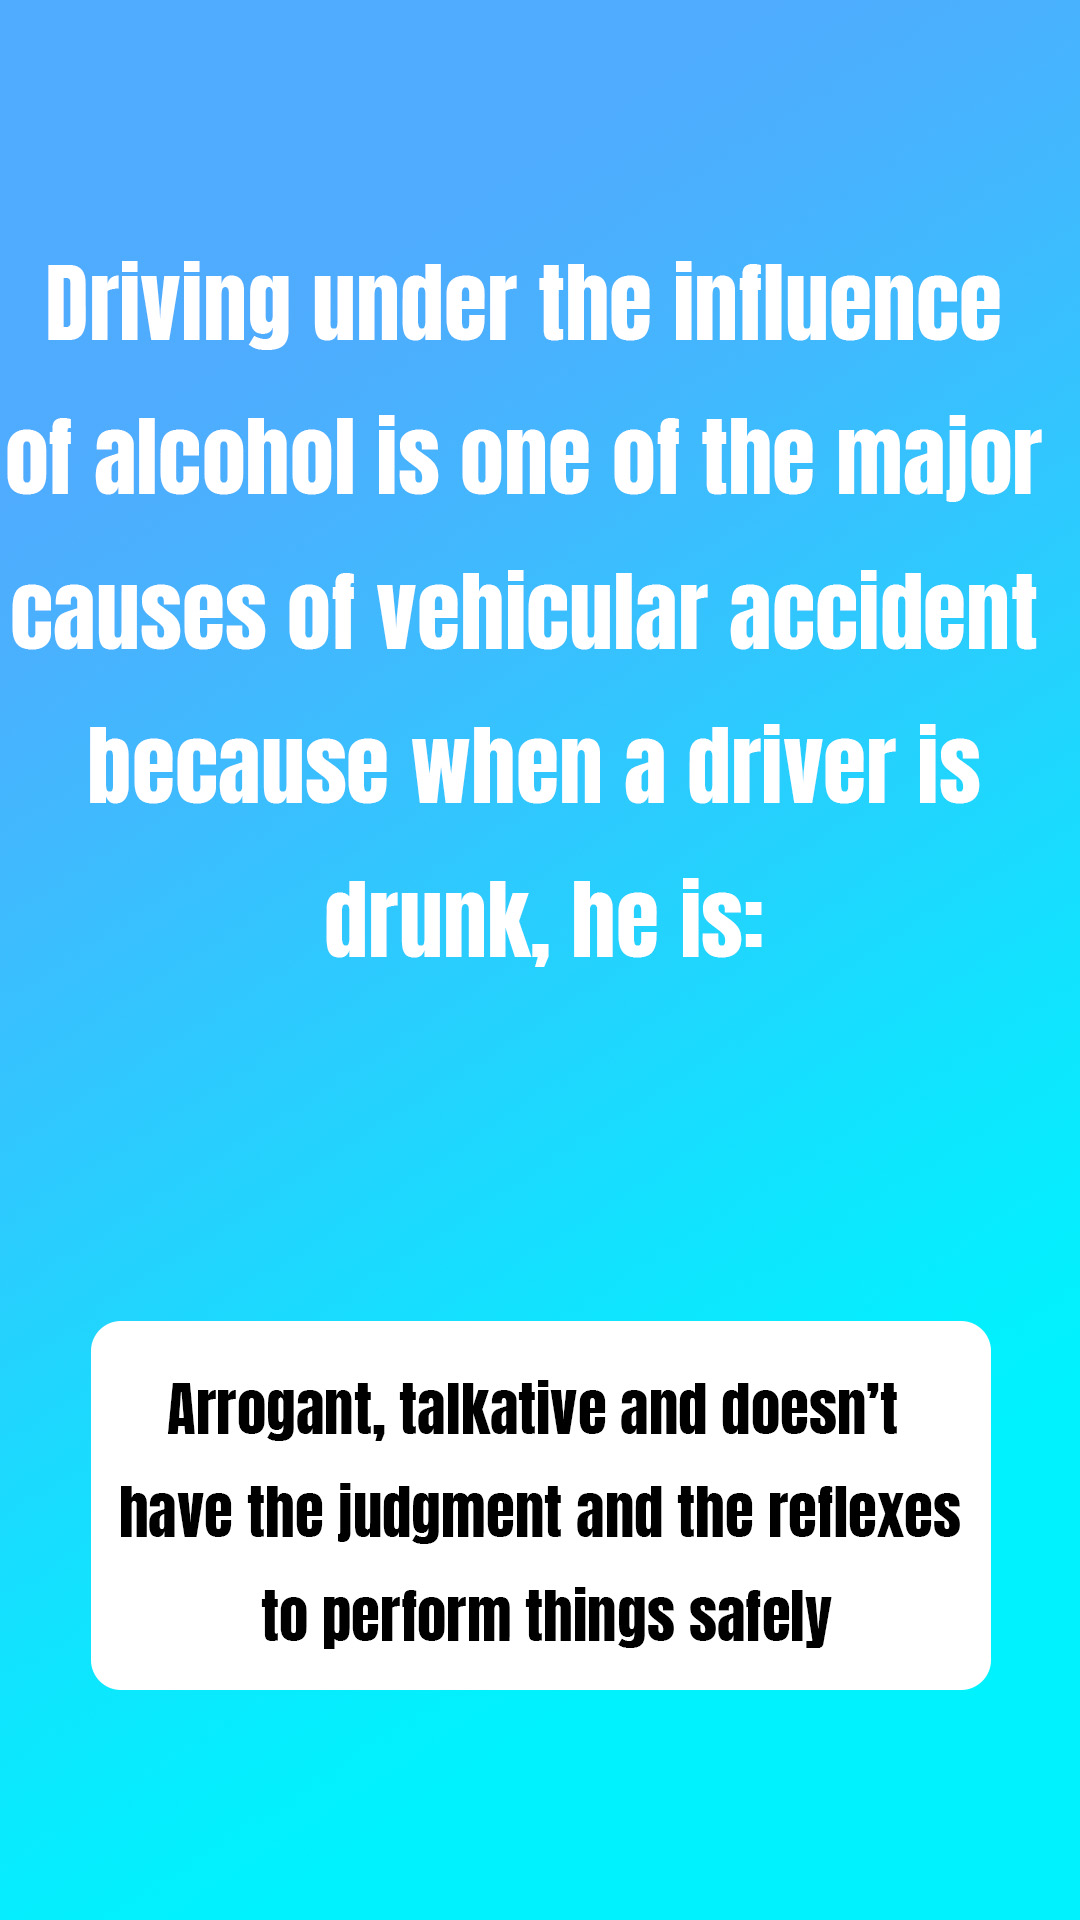 Driving under the influence
of alcohol is one of the major
causes of vehicular accident
because when a driver is
drunk, he is:
Arrogant, talkative and doesn’t
have the judgment and the reflexes
to perform things safely